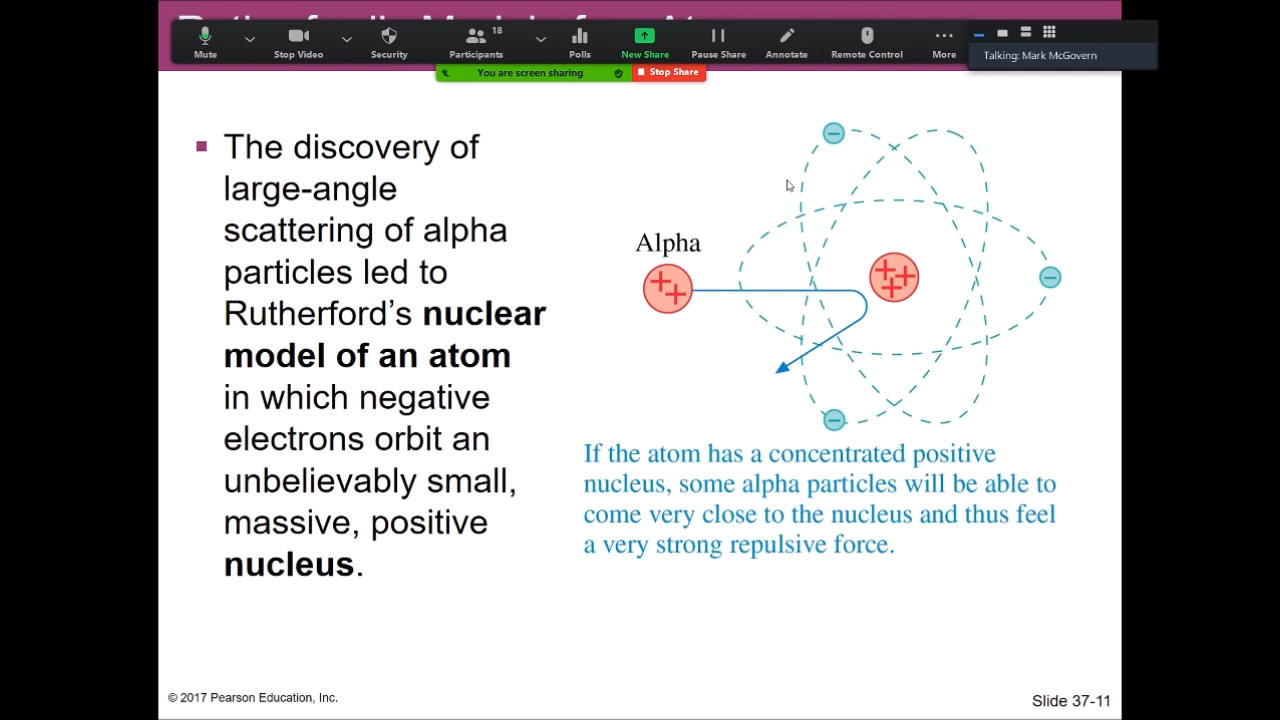 Mute
Stop Video
Security
18
Participants
Polls
New Share
Pause Share
Annotate
Remote Control
More
Talking: Mark McGovern
You are screen sharing
Stop Share
The discovery of
large-angle
scattering of alpha
particles led to
Rutherford's nuclear
model of an atom
in which negative
electrons orbit an
unbelievably small,
massive, positive
nucleus.
Alpha
If the atom has a concentrated positive
nucleus, some alpha particles will be able to
come very close to the nucleus and thus feel
a very strong repulsive force.
© 2017 Pearson Education, Inc.
Slide 37-11